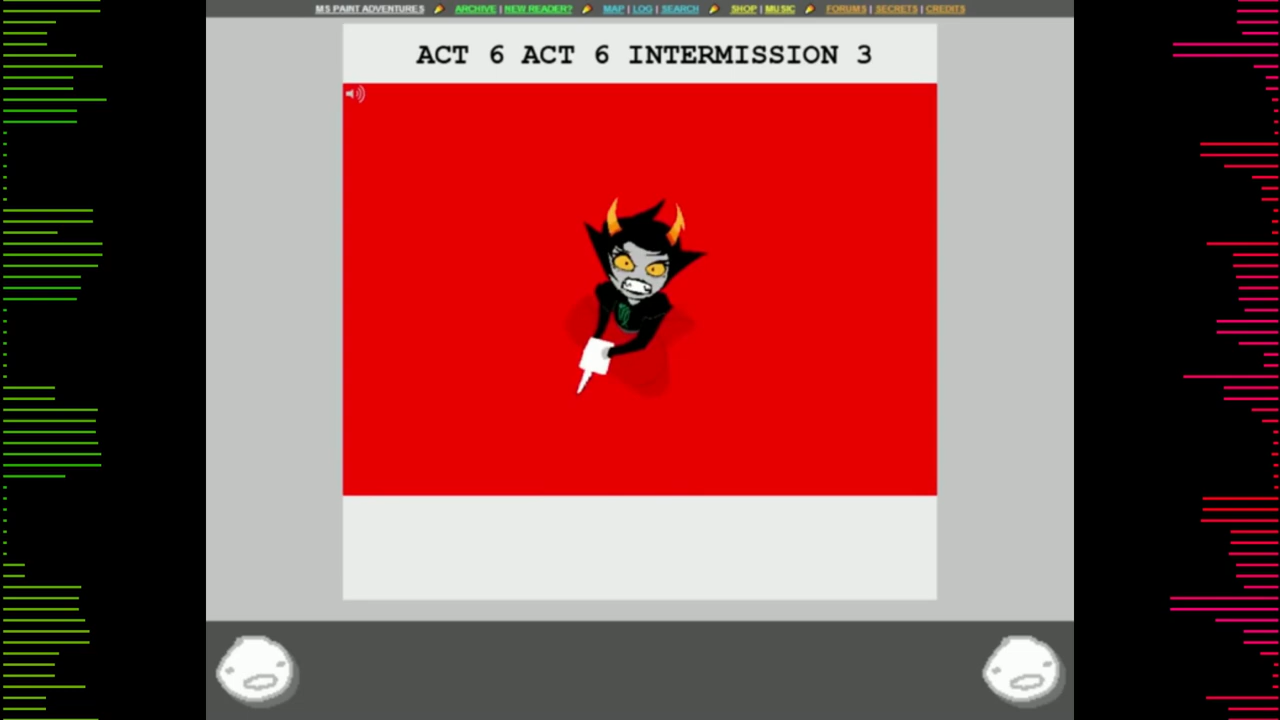 MS PAINT ADVENTURES ARCHIVE | NEW READER? MAP | LOG | SEARCH SHOP | MUSIC FORUMS | SECRETS | CREDITS
ACT 6 ACT 6 INTERMISSION 3